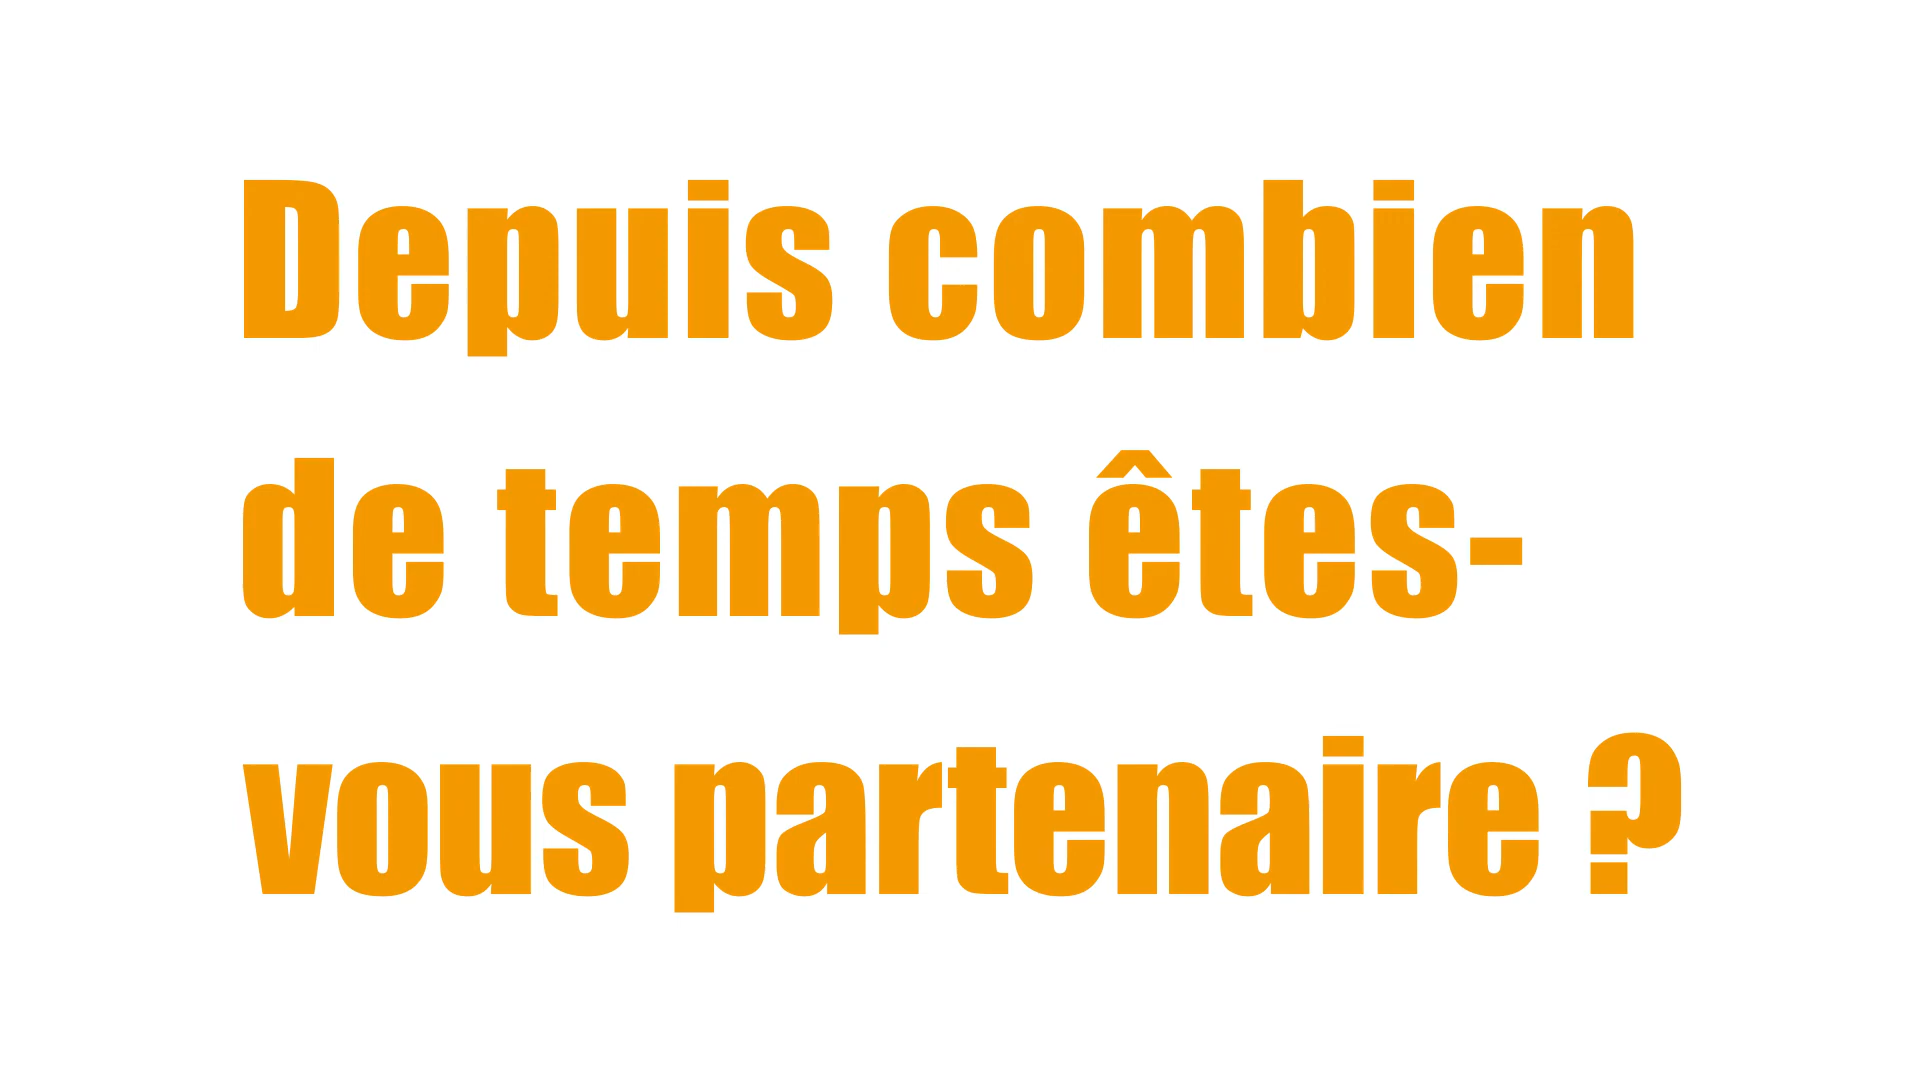 Depuis combien
de temps êtes-
vous partenaire ?